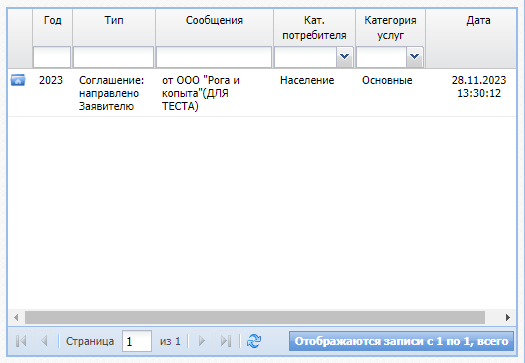 Год Тип Сообщения Кат. потребителя Категория услуг Дата
2023 Соглашение: от ООО "Рога и Население Основные 28.11.2023
направлено копыта"(ДЛЯ 13:30:12
Заявителю ТЕСТА)
Страница 1 из 1 Отображаются записи с 1 по 1, всего